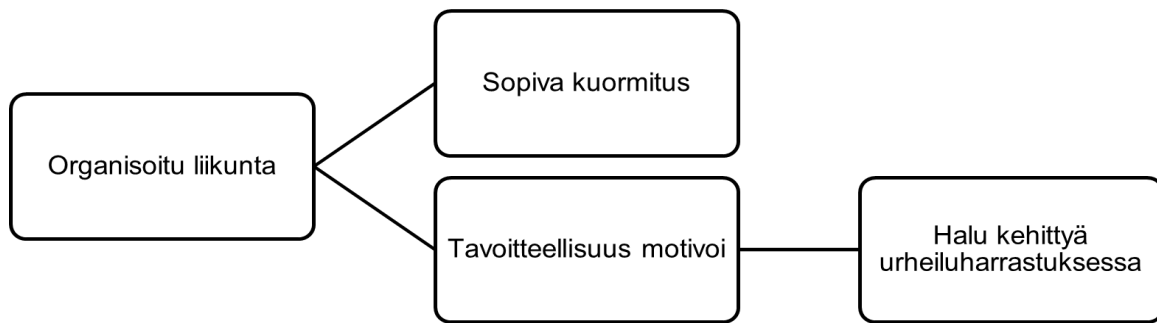 Organisoitu liikunta
Sopiva kuormitus
Tavoitteellisuus motivoi
Halu kehittyä
urheiluharrastuksessa